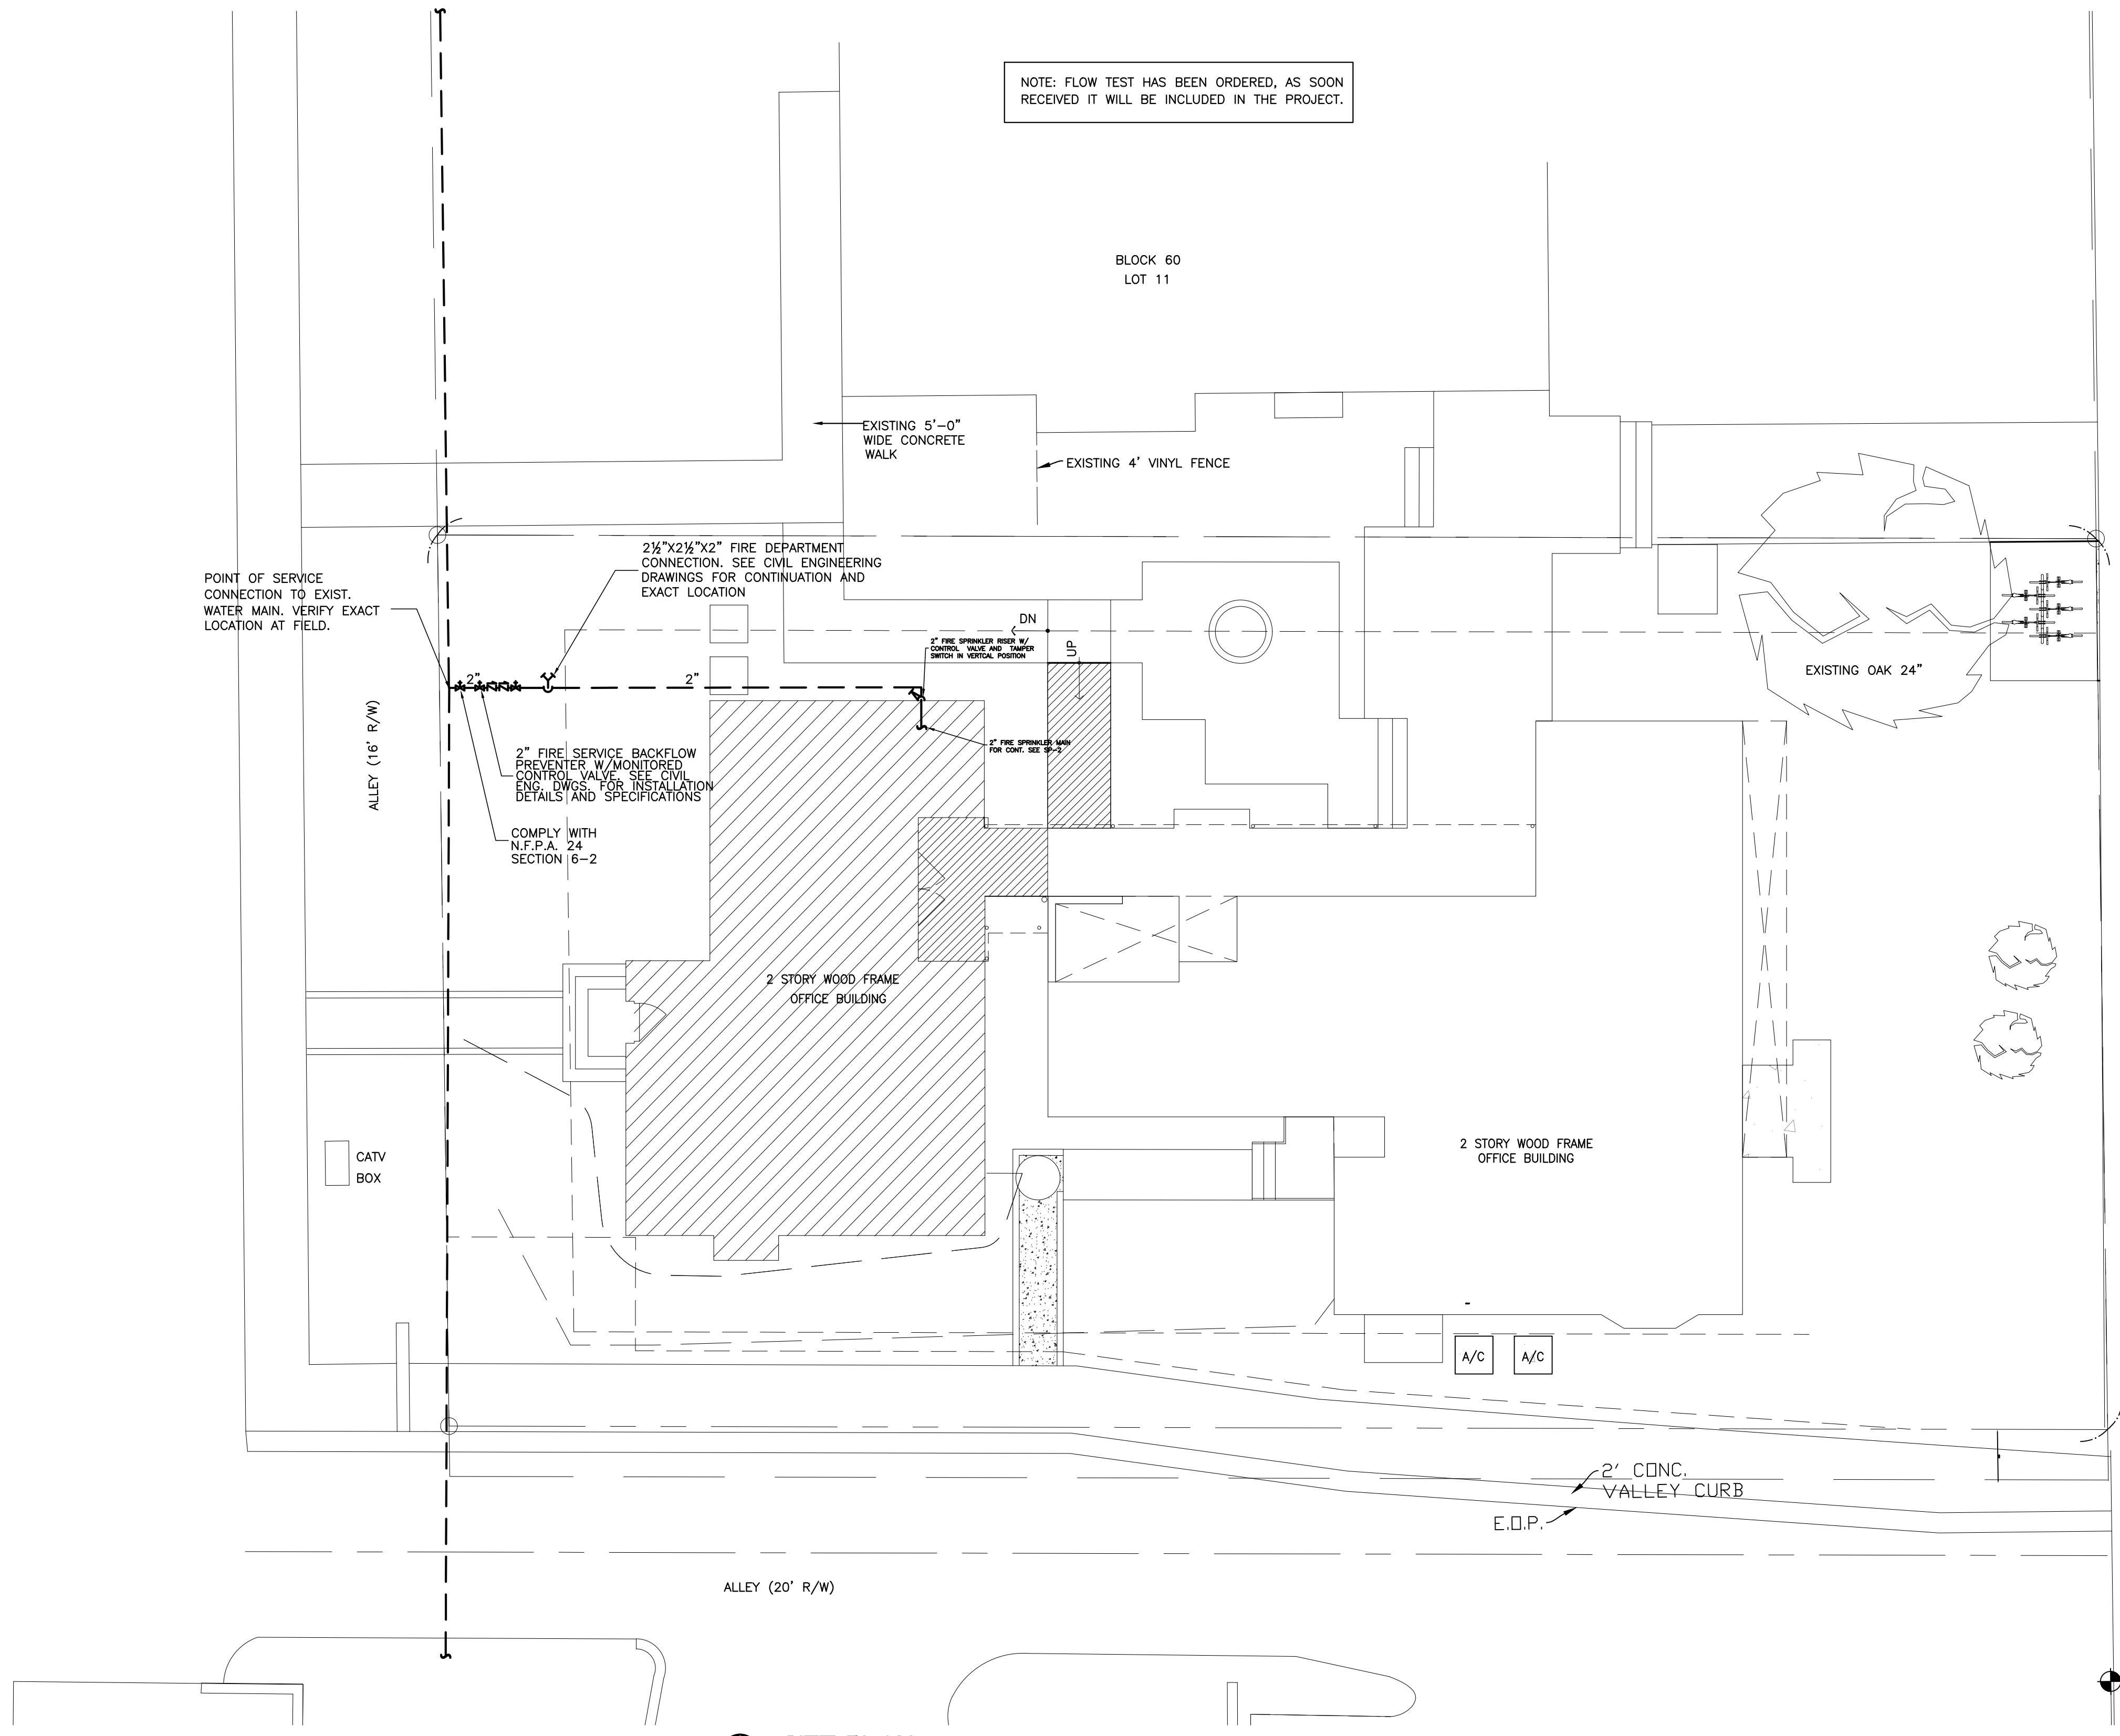 NOTE: FLOW TEST HAS BEEN ORDERED, AS SOON
RECEIVED IT WILL BE INCLUDED IN THE PROJECT.
BLOCK 60
LOT 11
EXISTING 5'-0"
WIDE CONCRETE
WALK
EXISTING 4' VINYL FENCE
2½"X2½"X2" FIRE DEPARTMENT
CONNECTION. SEE CIVIL ENGINEERING
DRAWINGS FOR CONTINUATION AND
EXACT LOCATION
POINT OF SERVICE
CONNECTION TO EXIST.
WATER MAIN. VERIFY EXACT
LOCATION AT FIELD.
DN
UP
2" FIRE SPRINKLER RISER W/
CONTROL VALVE AND TAMPER
SWITCH IN VERTCAL POSITION
EXISTING OAK 24"
2"
2"
ALLEY (16' R/W)
2" FIRE SPRINKLER MAIN
FOR CONT. SEE SP-2
2" FIRE SERVICE BACKFLOW
PREVENTER W/MONITORED
CONTROL VALVE. SEE CIVIL
ENG. DWGS. FOR INSTALLATION
DETAILS AND SPECIFICATIONS
COMPLY WITH
N.F.P.A. 24
SECTION 6-2
2 STORY WOOD FRAME
OFFICE BUILDING
2 STORY WOOD FRAME
OFFICE BUILDING
CATV
BOX
A/C
A/C
2' CONC.
VALLEY CURB
E.O.P.
ALLEY (20' R/W)